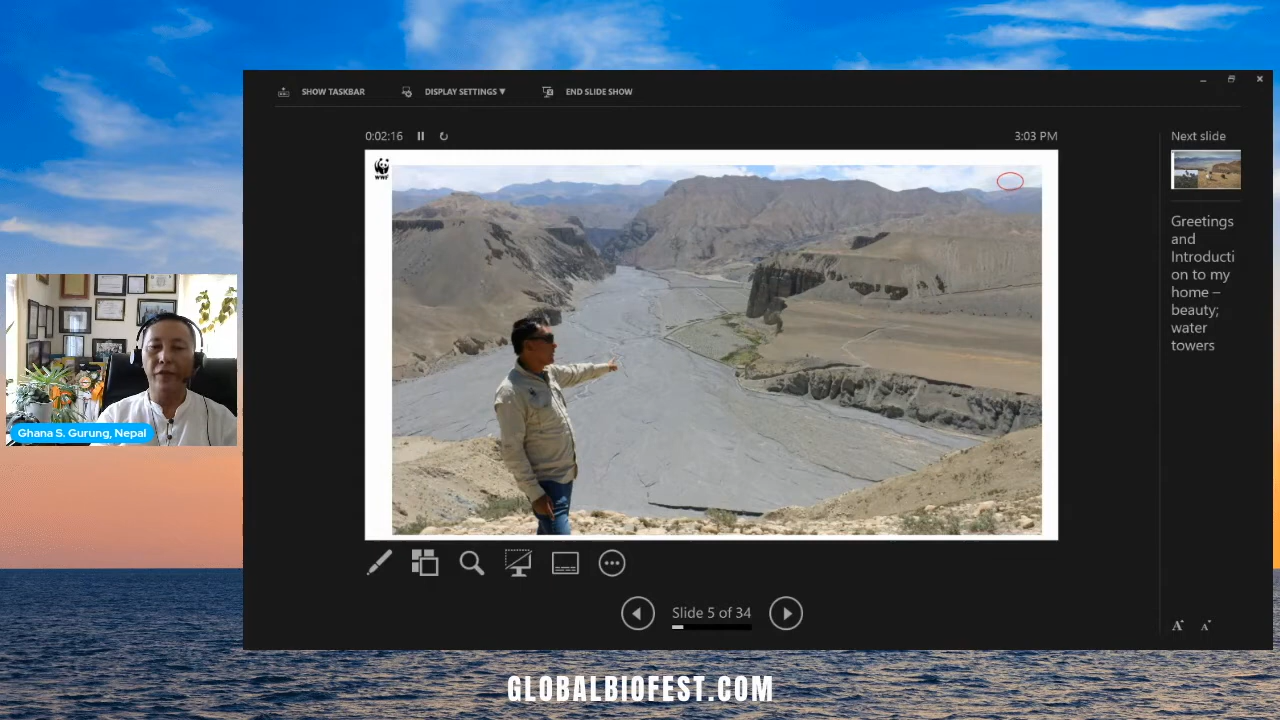 SHOW TASKBAR
DISPLAY SETTINGS ▼
END SLIDE SHOW
0:02:16
3:03 PM
Next slide
WWF
Greetings
and
Introducti
on to my
home –
beauty;
water
towers
Ghana S. Gurung, Nepal
Slide 5 of 34
A A
GLOBALBIOFEST.COM